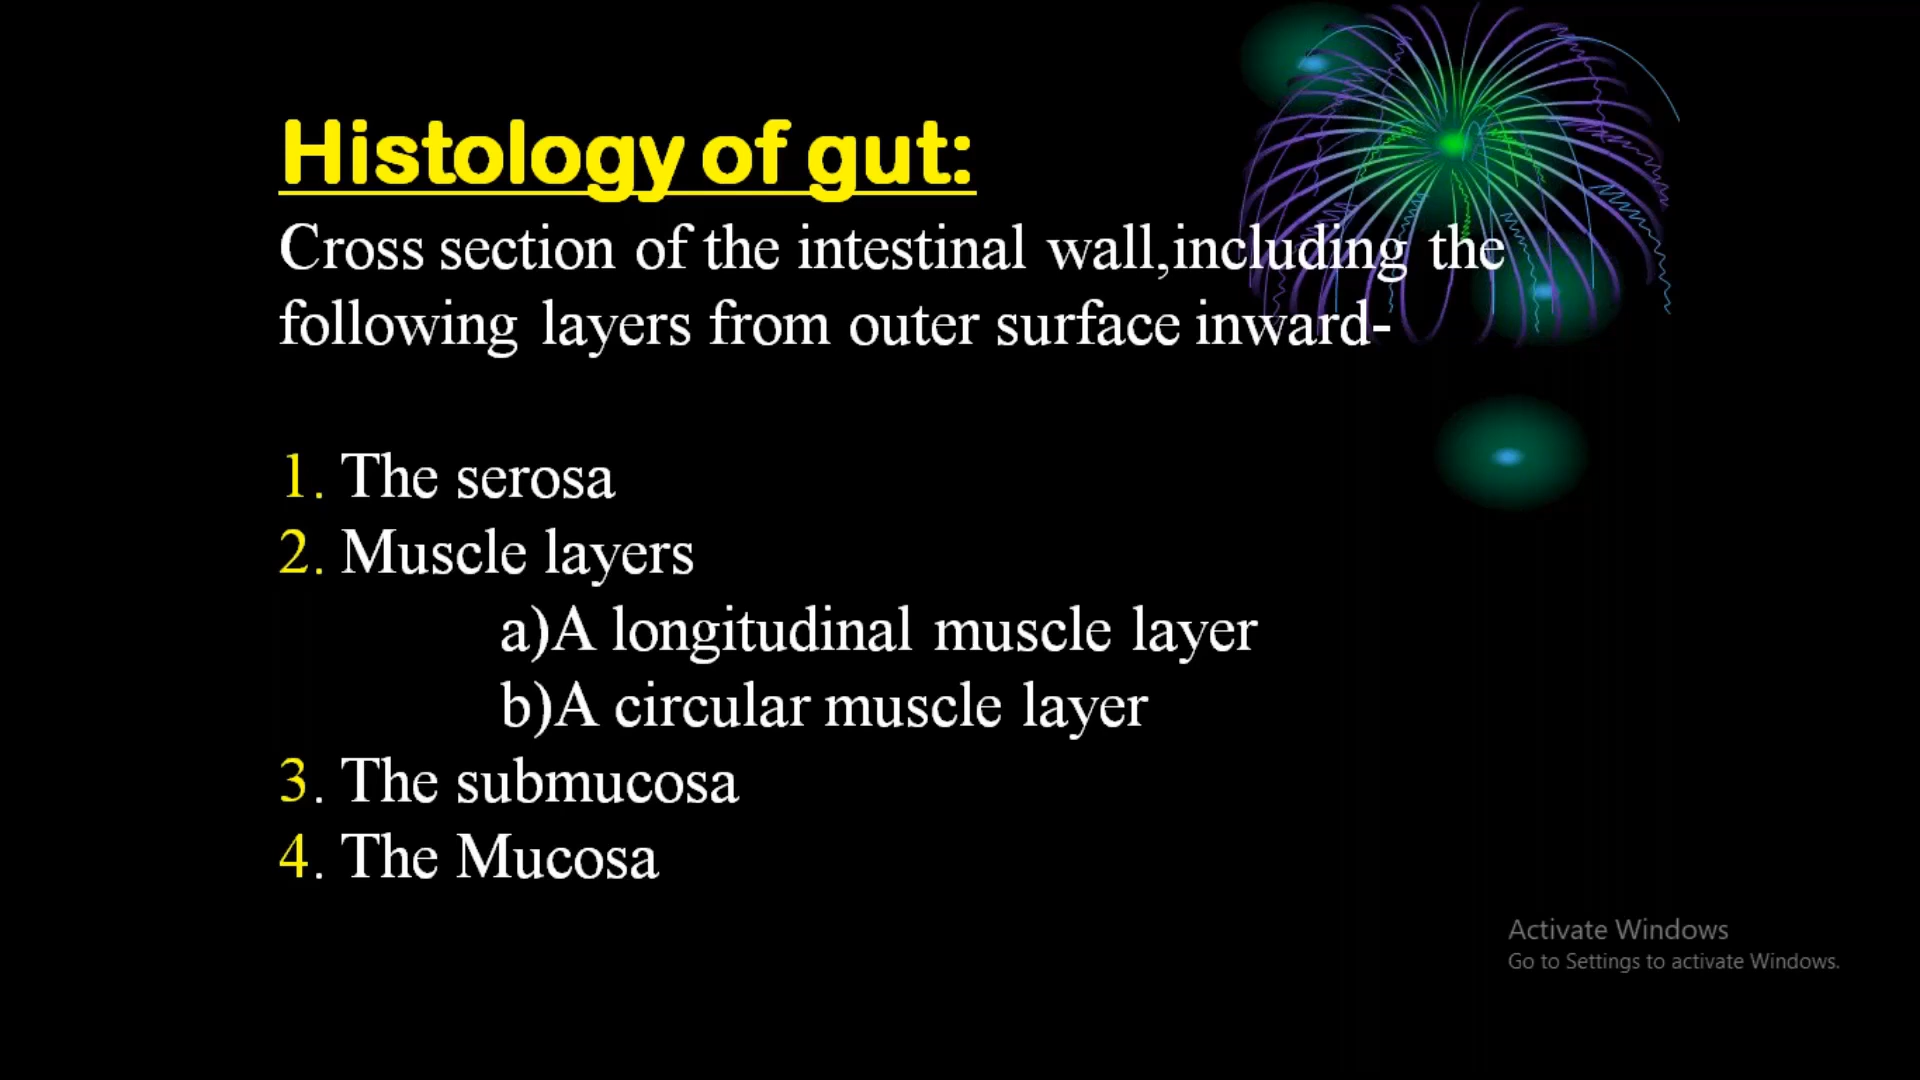 Histology of gut:
Cross section of the intestinal wall,including the
following layers from outer surface inward-
1. The serosa
2. Muscle layers
a)A longitudinal muscle layer
b)A circular muscle layer
3. The submucosa
4. The Mucosa
Activate Windows
Go to Settings to activate Windows.